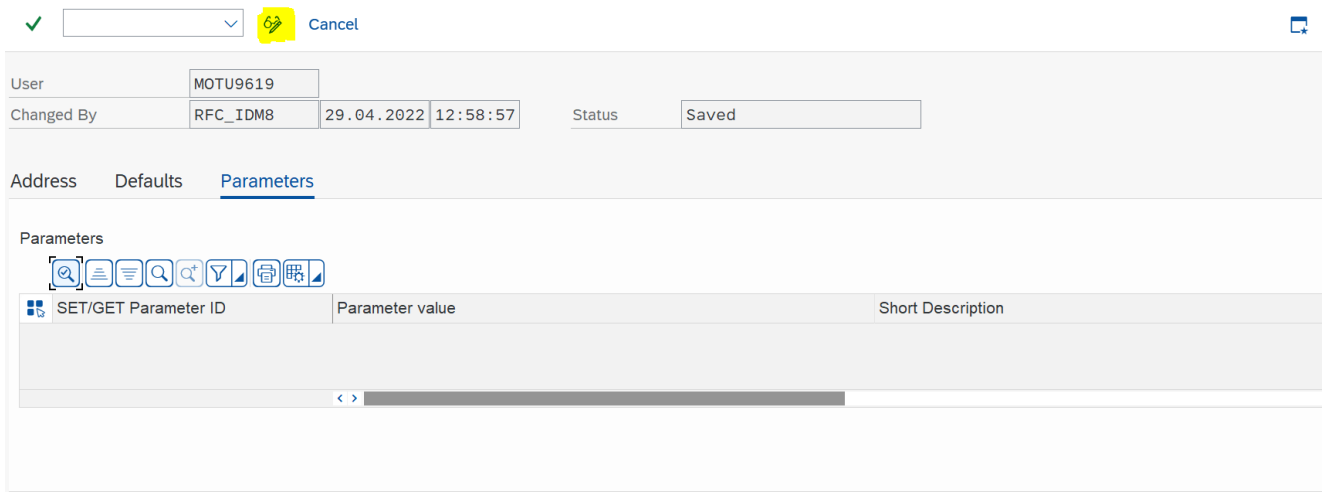 Cancel
User MOTU9619
Changed By RFC_IDM8 29.04.2022 12:58:57 Status Saved
Address Defaults Parameters
Parameters
SET/GET Parameter ID Parameter value Short Description